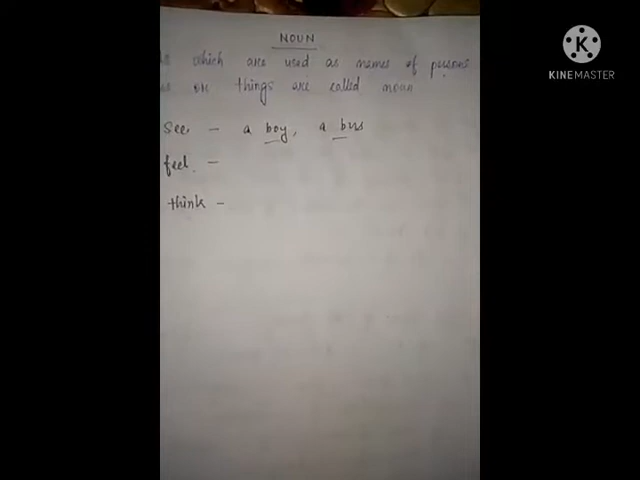 NOUN
which are used as names of persons
or things are called noun
See - a boy, a bus
feel -
think -
KINEMASTER